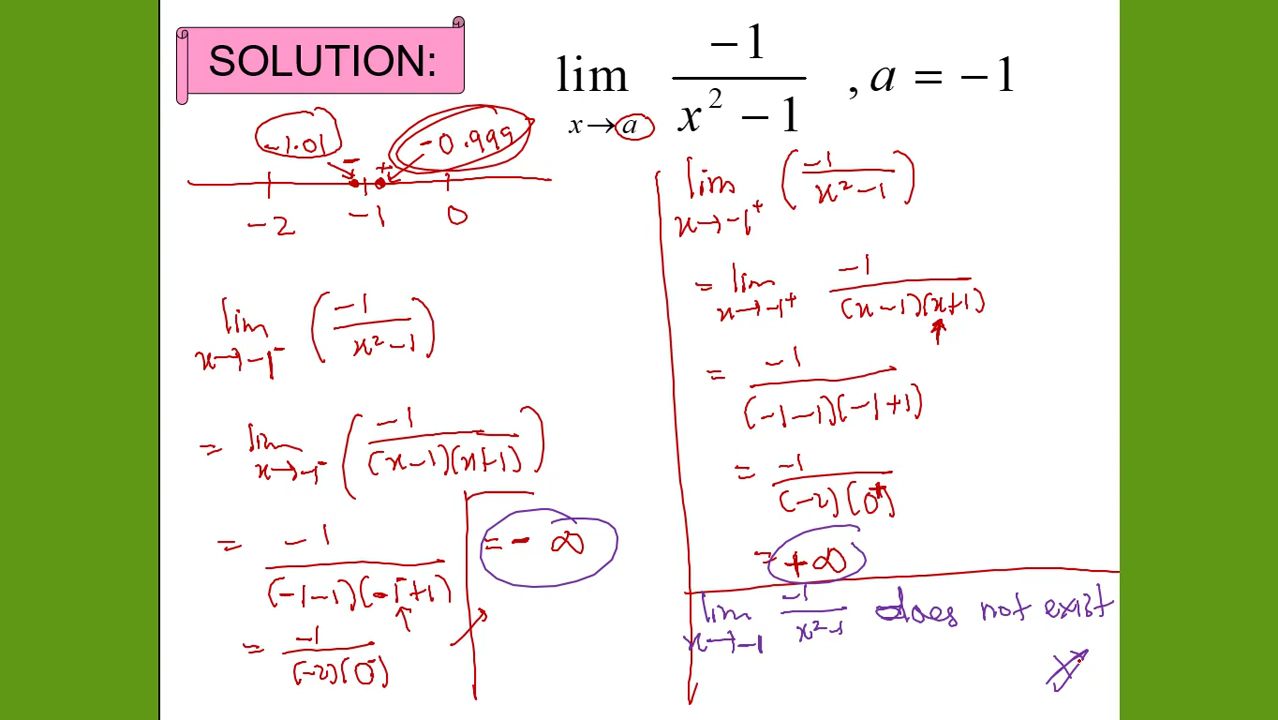 SOLUTION:
lim x→a −1/(x² − 1) , a = −1
-1.01 - + -0.999
-2 -1 0
lim x→-1⁻ (-1/(x²-1))
= lim x→-1⁻ (-1/((x-1)(x+1)))
= -1/((-1-1)(-1⁻+1))
= -1/((-2)(0⁻))
= - ∞
lim x→-1⁺ (-1/(x²-1))
= lim x→-1⁺ -1/((x-1)(x+1))
= -1/((-1-1)(-1+1))
= -1/((-2)(0⁺))
= +∞
lim x→-1 -1/(x²-1) does not exist